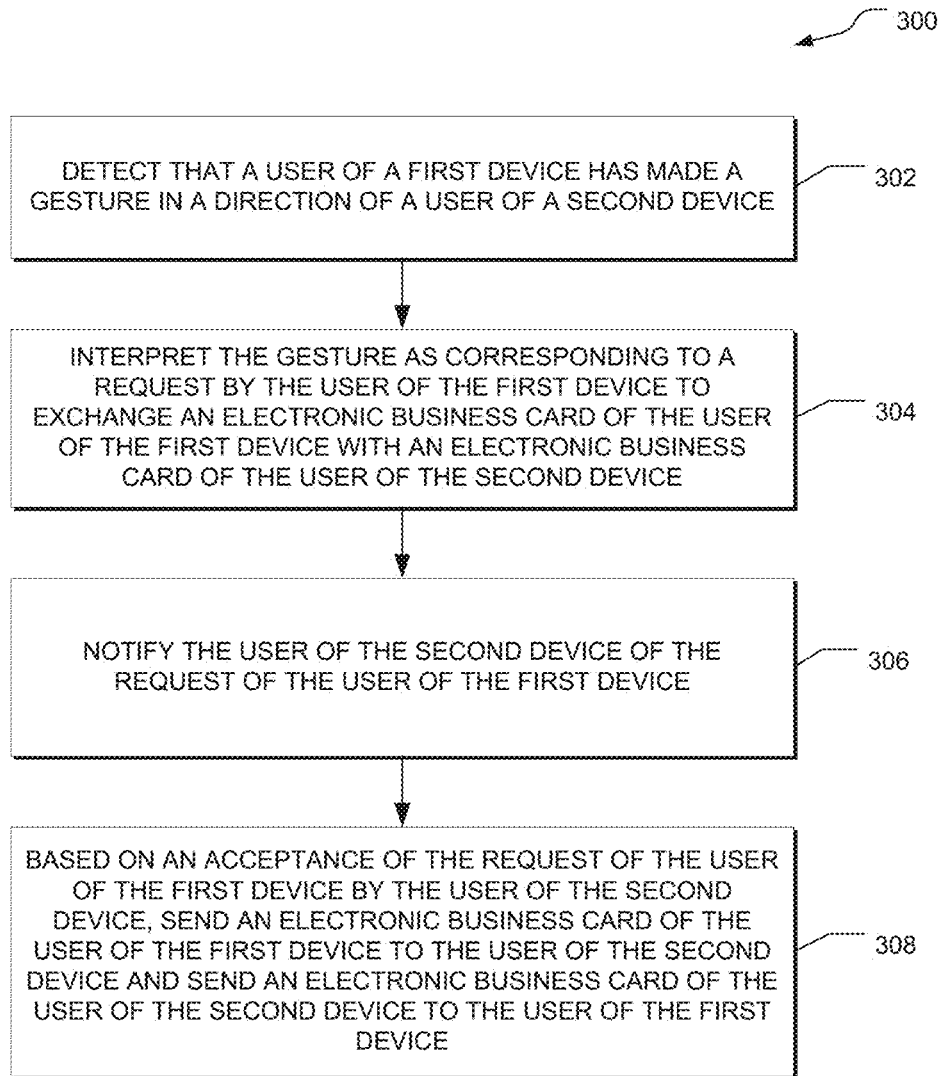 300
DETECT THAT A USER OF A FIRST DEVICE HAS MADE A
GESTURE IN A DIRECTION OF A USER OF A SECOND DEVICE
302
INTERPRET THE GESTURE AS CORRESPONDING TO A
REQUEST BY THE USER OF THE FIRST DEVICE TO
EXCHANGE AN ELECTRONIC BUSINESS CARD OF THE USER
OF THE FIRST DEVICE WITH AN ELECTRONIC BUSINESS
CARD OF THE USER OF THE SECOND DEVICE
304
NOTIFY THE USER OF THE SECOND DEVICE OF THE
REQUEST OF THE USER OF THE FIRST DEVICE
306
BASED ON AN ACCEPTANCE OF THE REQUEST OF THE USER
OF THE FIRST DEVICE BY THE USER OF THE SECOND
DEVICE, SEND AN ELECTRONIC BUSINESS CARD OF THE
USER OF THE FIRST DEVICE TO THE USER OF THE SECOND
DEVICE AND SEND AN ELECTRONIC BUSINESS CARD OF THE
USER OF THE SECOND DEVICE TO THE USER OF THE FIRST
DEVICE
308